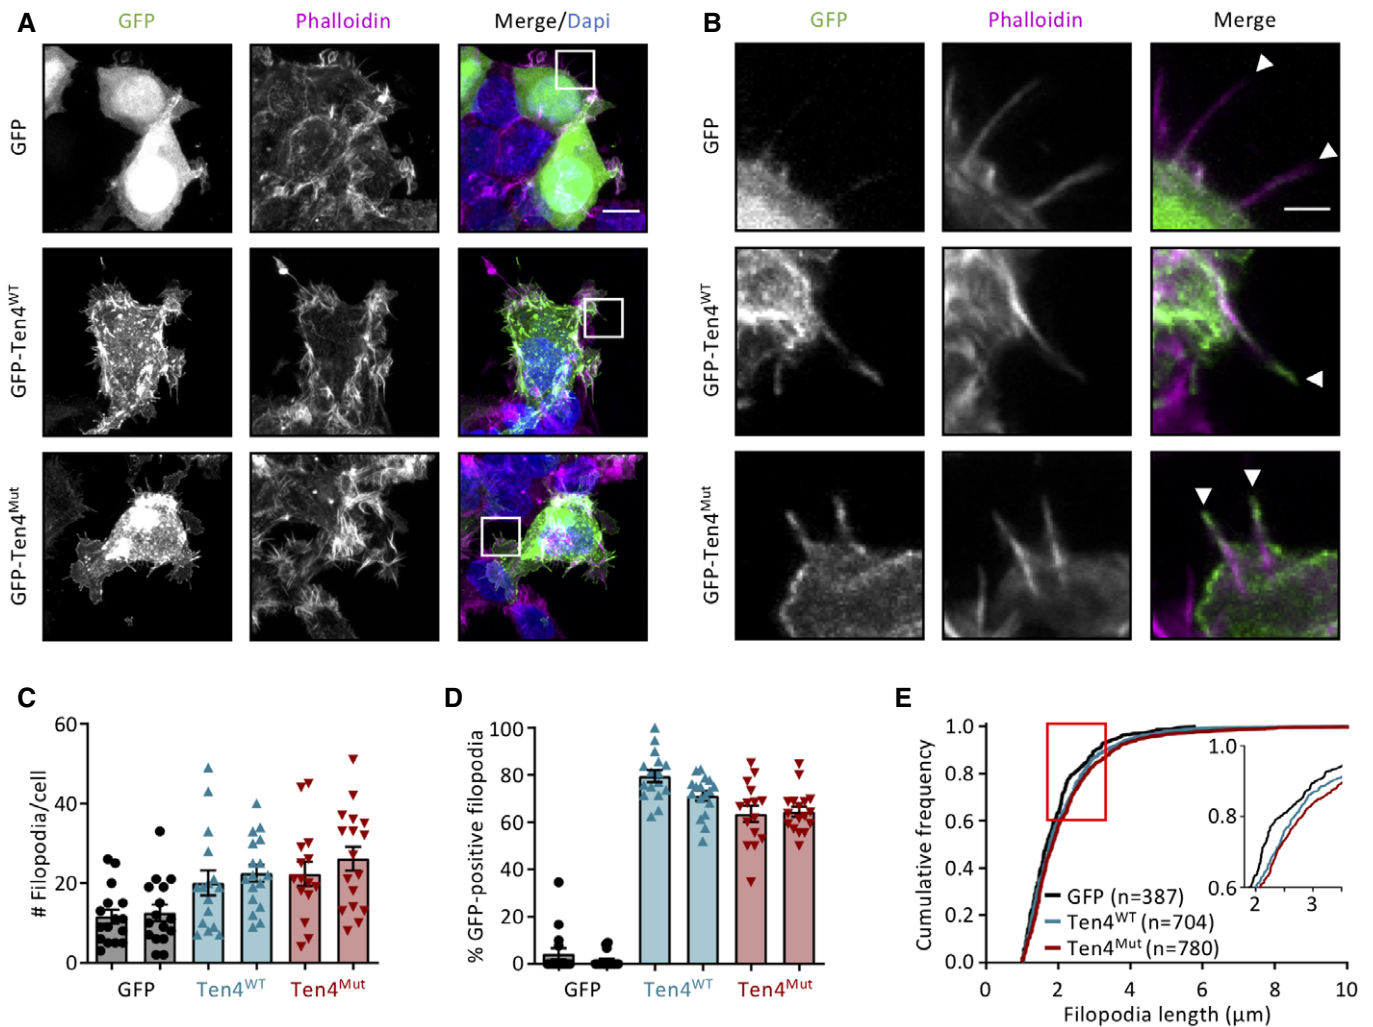 A GFP Phalloidin Merge/Dapi
GFP
GFP-Ten4WT
GFP-Ten4Mut
B GFP Phalloidin Merge
GFP
GFP-Ten4WT
GFP-Ten4Mut
C
# Filopodia/cell
60
40
20
0
GFP Ten4WT Ten4Mut
D
% GFP-positive filopodia
100
80
60
40
20
0
GFP Ten4WT Ten4Mut
E
Cumulative frequency
1.0
0.8
0.6
0.4
0.2
0.0
1.0
0.8
0.6
2 3
GFP (n=387)
Ten4WT (n=704)
Ten4Mut (n=780)
0 2 4 6 8 10
Filopodia length (μm)